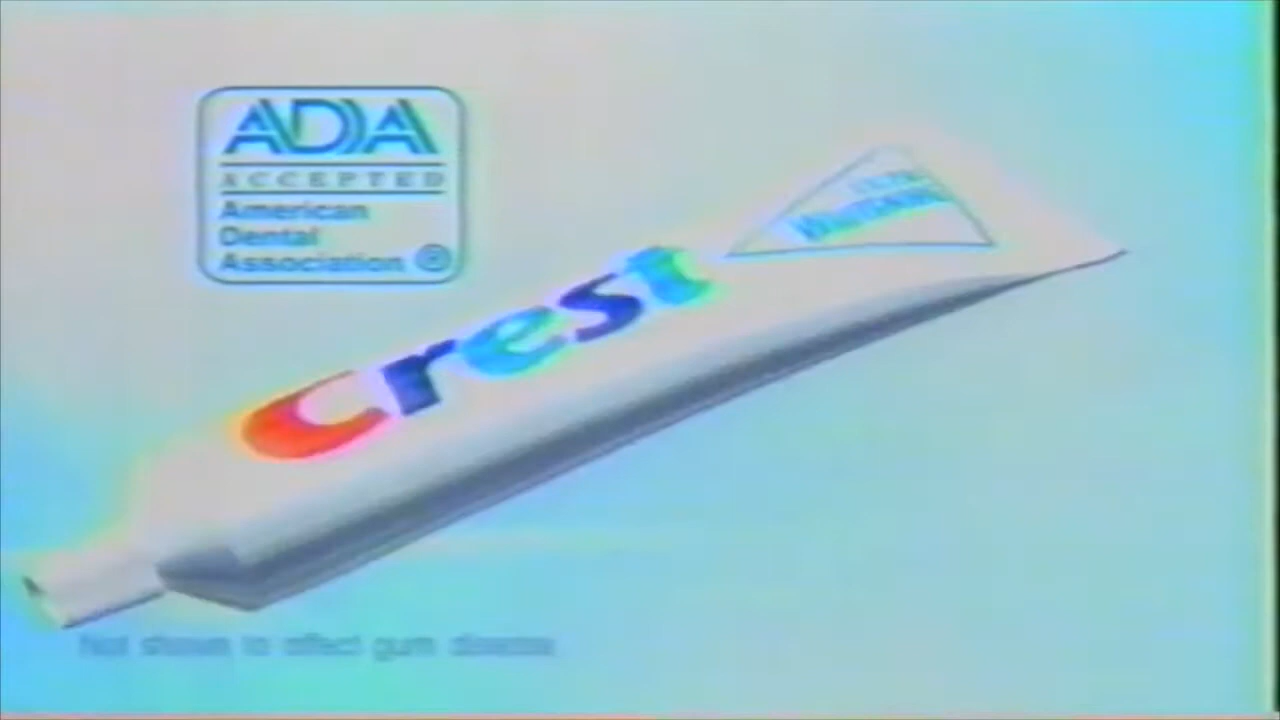 ADA
ACCEPTED
American
Dental
Association ®
Crest
Not shown to affect gum disease